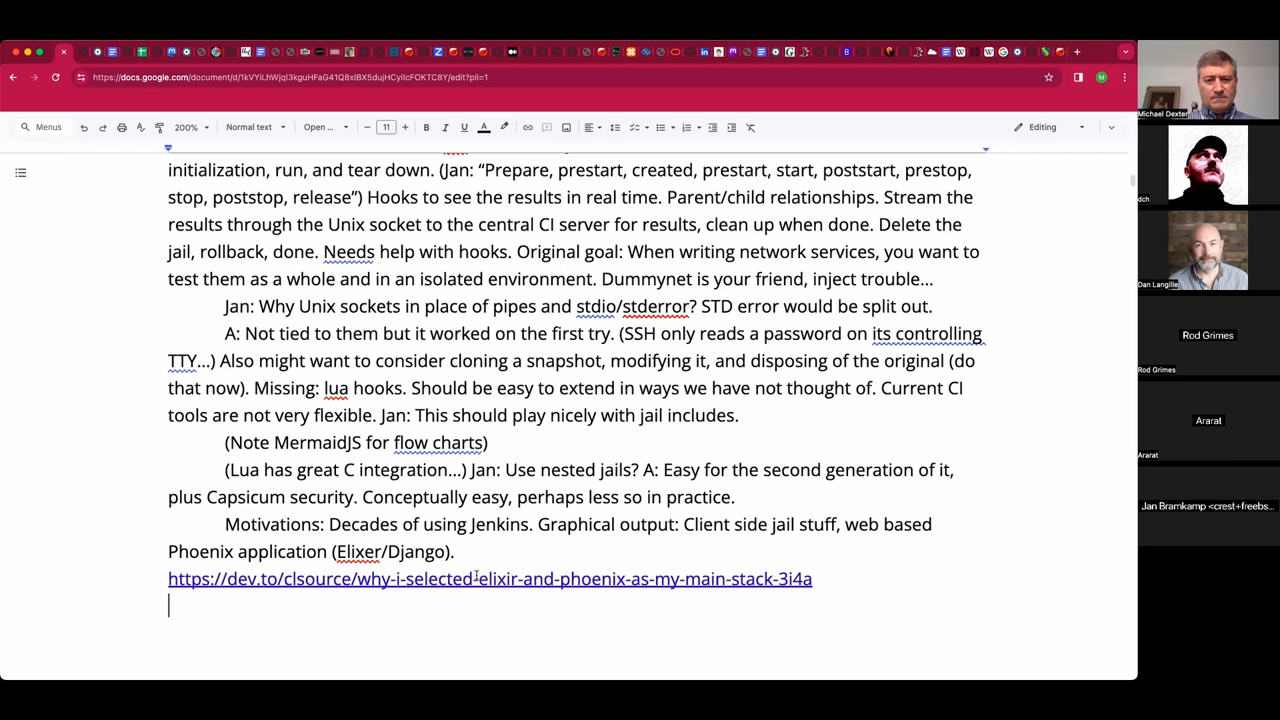 https://docs.google.com/document/d/1kVYiLhWjqI3kguHFaG41Q8xIBX5dujHCyiIcFOKTC8Y/edit?pli=1
Menus 200% Normal text Open ... 11 B I U A Editing
initialization, run, and tear down. (Jan: “Prepare, prestart, created, prestart, start, poststart, prestop,
stop, poststop, release”) Hooks to see the results in real time. Parent/child relationships. Stream the
results through the Unix socket to the central CI server for results, clean up when done. Delete the
jail, rollback, done. Needs help with hooks. Original goal: When writing network services, you want to
test them as a whole and in an isolated environment. Dummynet is your friend, inject trouble...
Jan: Why Unix sockets in place of pipes and stdio/stderror? STD error would be split out.
A: Not tied to them but it worked on the first try. (SSH only reads a password on its controlling
TTY...) Also might want to consider cloning a snapshot, modifying it, and disposing of the original (do
that now). Missing: lua hooks. Should be easy to extend in ways we have not thought of. Current CI
tools are not very flexible. Jan: This should play nicely with jail includes.
(Note MermaidJS for flow charts)
(Lua has great C integration...) Jan: Use nested jails? A: Easy for the second generation of it,
plus Capsicum security. Conceptually easy, perhaps less so in practice.
Motivations: Decades of using Jenkins. Graphical output: Client side jail stuff, web based
Phoenix application (Elixer/Django).
https://dev.to/clsource/why-i-selected-elixir-and-phoenix-as-my-main-stack-3i4a
Michael Dexter
dch
Dan Langille
Rod Grimes
Rod Grimes
Ararat
Ararat
Jan Bramkamp <crest+freebs...